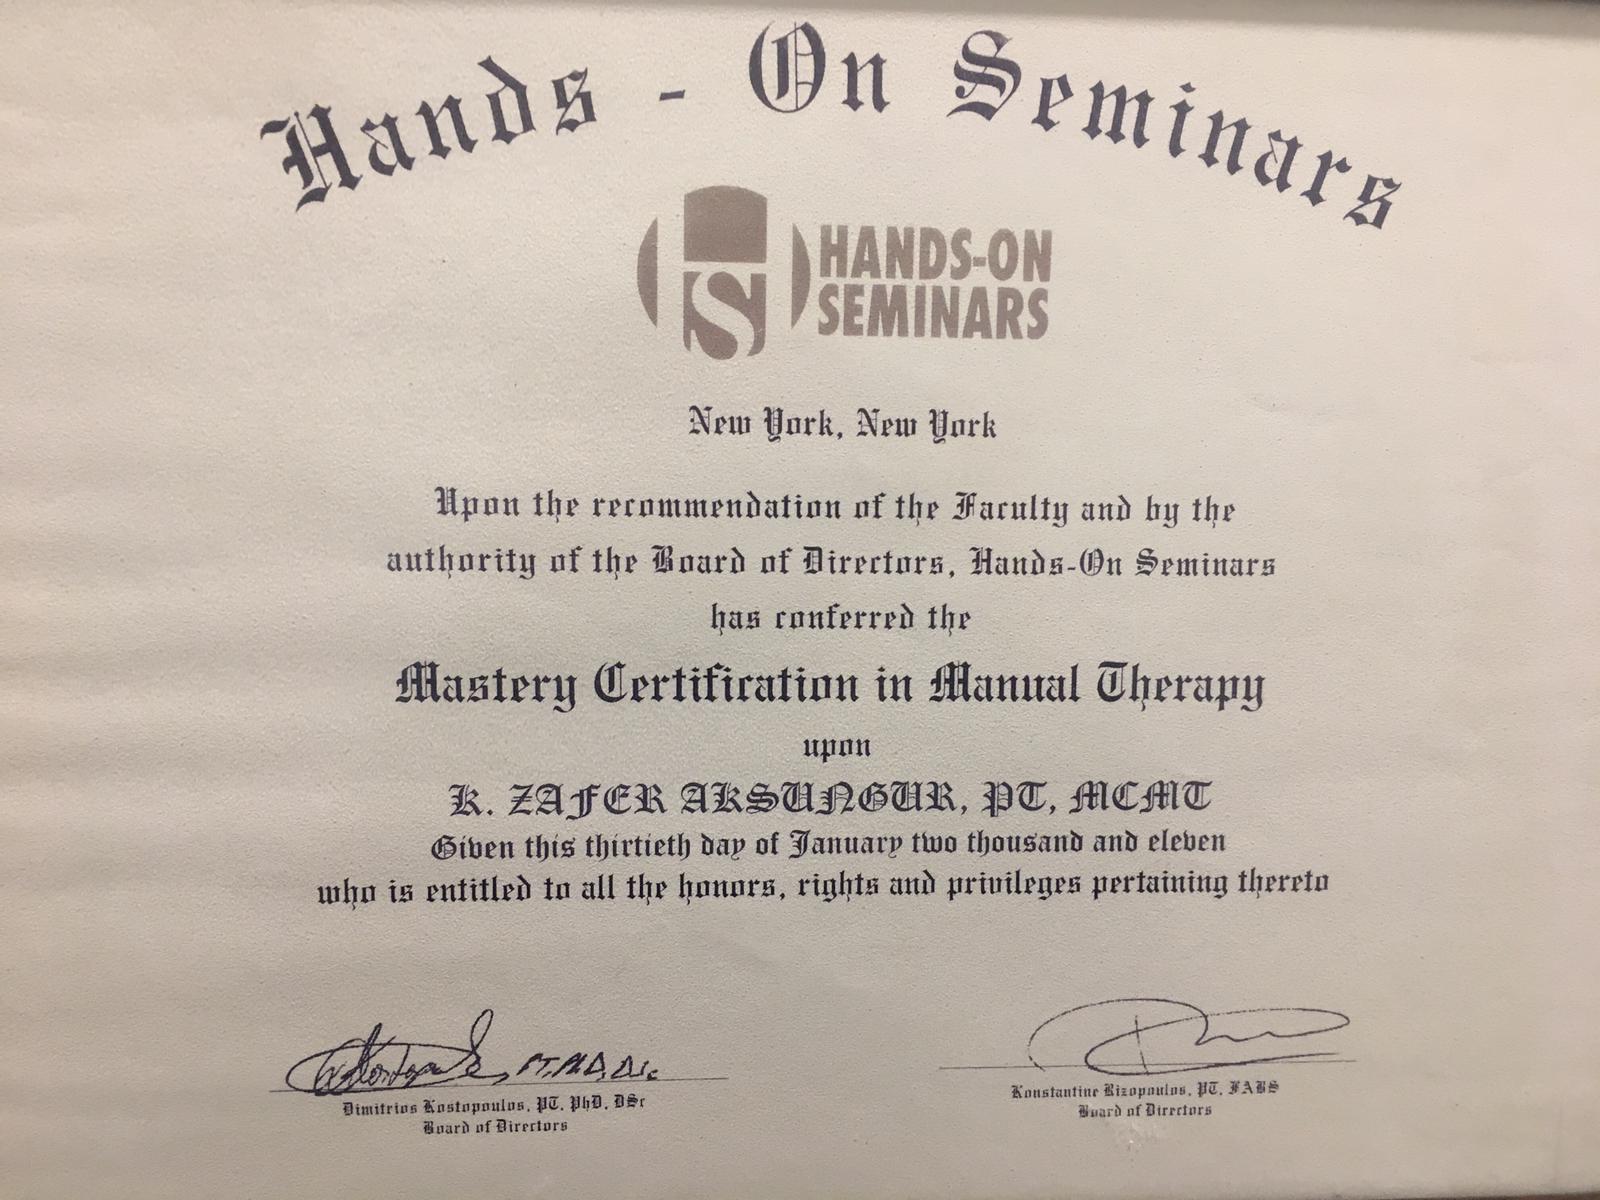 Hands - On Seminars
HANDS-ON
SEMINARS
New York, New York
Upon the recommendation of the Faculty and by the
authority of the Board of Directors, Hands-On Seminars
has conferred the
Mastery Certification in Manual Therapy
upon
K. ZAFER AKSUNGUR, PT, MCMT
Given this thirtieth day of January two thousand and eleven
who is entitled to all the honors, rights and privileges pertaining thereto
PT, PhD, DSc
Dimitrios Kostopoulos, PT, PhD, DSc
Board of Directors
Konstantine Rizopoulos, PT, FABS
Board of Directors